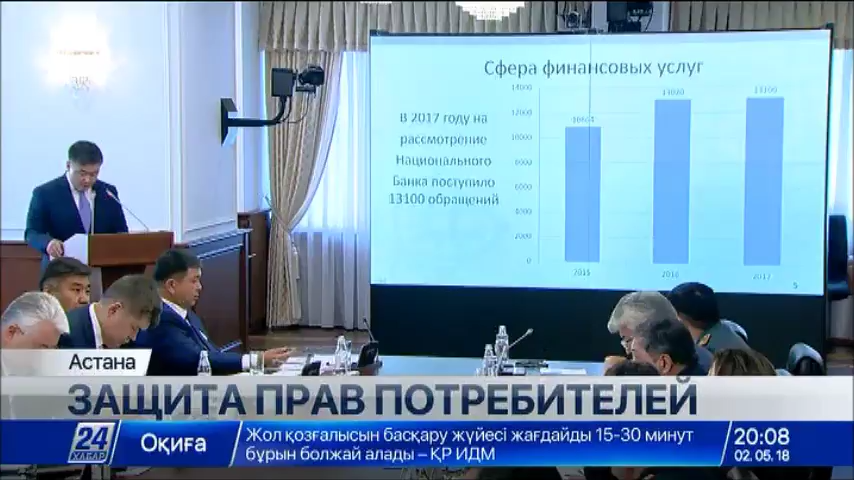 Сфера финансовых услуг
В 2017 году на
рассмотрение
Национального
Банка поступило
13100 обращений
14000
12000
10000
8000
6000
4000
2000
0
13100
2015
2016
2017
5
Астана
ЗАЩИТА ПРАВ ПОТРЕБИТЕЛЕЙ
24
ХАБАР
Оқиға
Жол қозғалысын басқару жүйесі жағдайды 15-30 минут
бұрын болжай алады – ҚР ИДМ
20:08
02.05.18